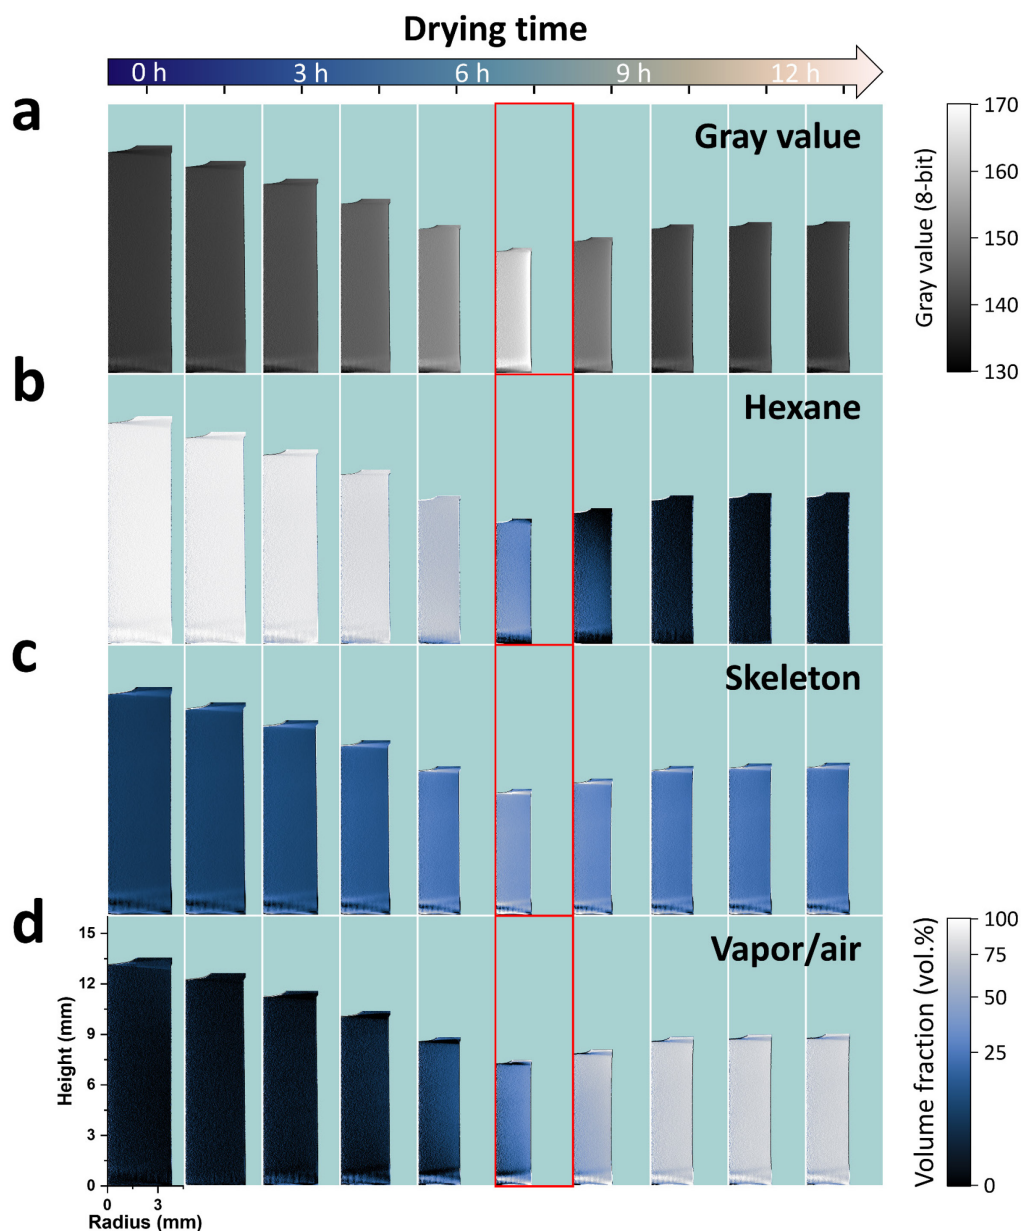 Drying time
0 h 3 h 6 h 9 h 12 h
a
Gray value
170
160
150
140
130
Gray value (8-bit)
b
Hexane
c
Skeleton
d
Vapor/air
15
12
9
6
3
0
Height (mm)
0 3
Radius (mm)
100
75
50
25
0
Volume fraction (vol.%)